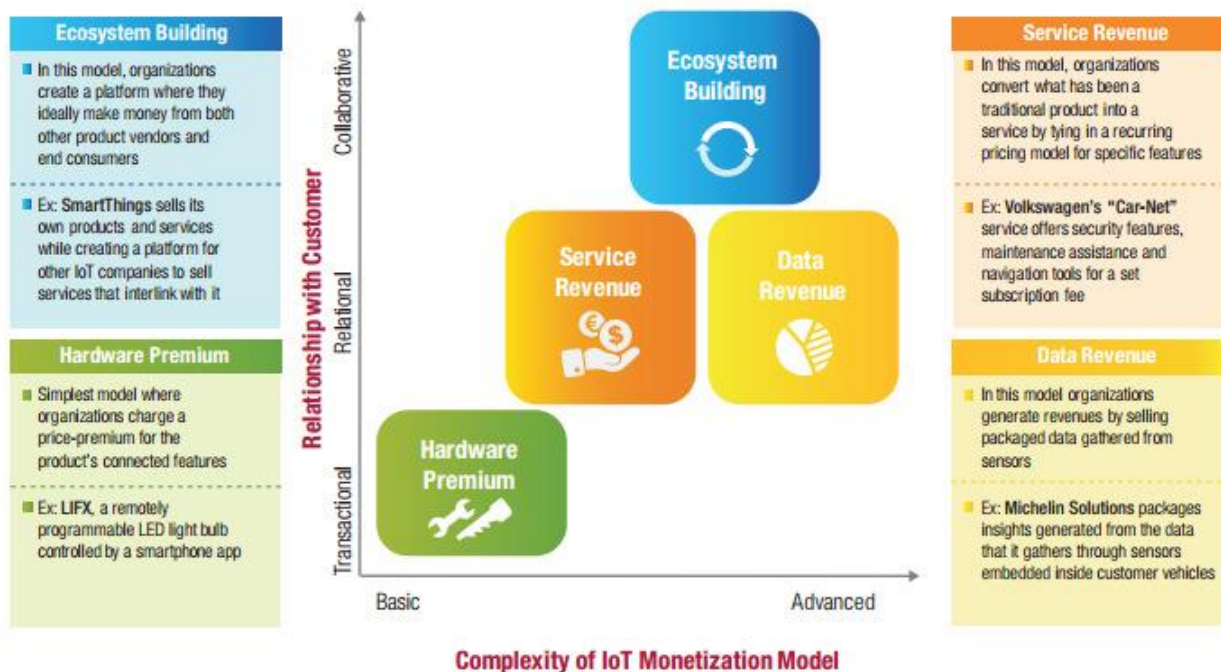 Ecosystem Building
In this model, organizations
create a platform where they
ideally make money from both
other product vendors and
end consumers
Ex: SmartThings sells its
own products and services
while creating a platform for
other IoT companies to sell
services that interlink with it
Hardware Premium
Simplest model where
organizations charge a
price-premium for the
product's connected features
Ex: LIFX, a remotely
programmable LED light bulb
controlled by a smartphone app
Relationship with Customer
Collaborative
Relational
Transactional
Ecosystem
Building
Service
Revenue
€
$
Data
Revenue
Hardware
Premium
Basic
Advanced
Complexity of IoT Monetization Model
Service Revenue
In this model, organizations
convert what has been a
traditional product into a
service by tying in a recurring
pricing model for specific features
Ex: Volkswagen's "Car-Net"
service offers security features,
maintenance assistance and
navigation tools for a set
subscription fee
Data Revenue
In this model organizations
generate revenues by selling
packaged data gathered from
sensors
Ex: Michelin Solutions packages
insights generated from the data
that it gathers through sensors
embedded inside customer vehicles